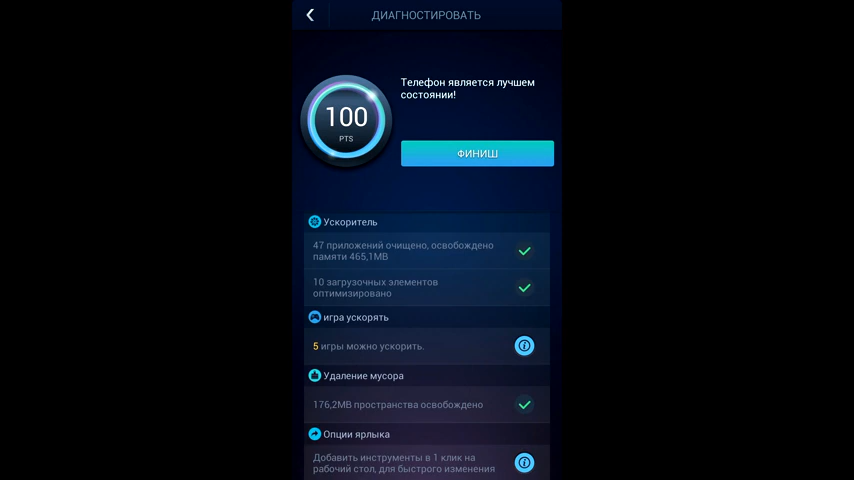 ДИАГНОСТИРОВАТЬ
Телефон является лучшем
состоянии!
100
PTS
ФИНИШ
Ускоритель
47 приложений очищено, освобождено
памяти 465,1MB
10 загрузочных элементов
оптимизировано
игра ускорять
5 игры можно ускорить.
Удаление мусора
176,2MB пространства освобождено
Опции ярлыка
Добавить инструменты в 1 клик на
рабочий стол, для быстрого изменения